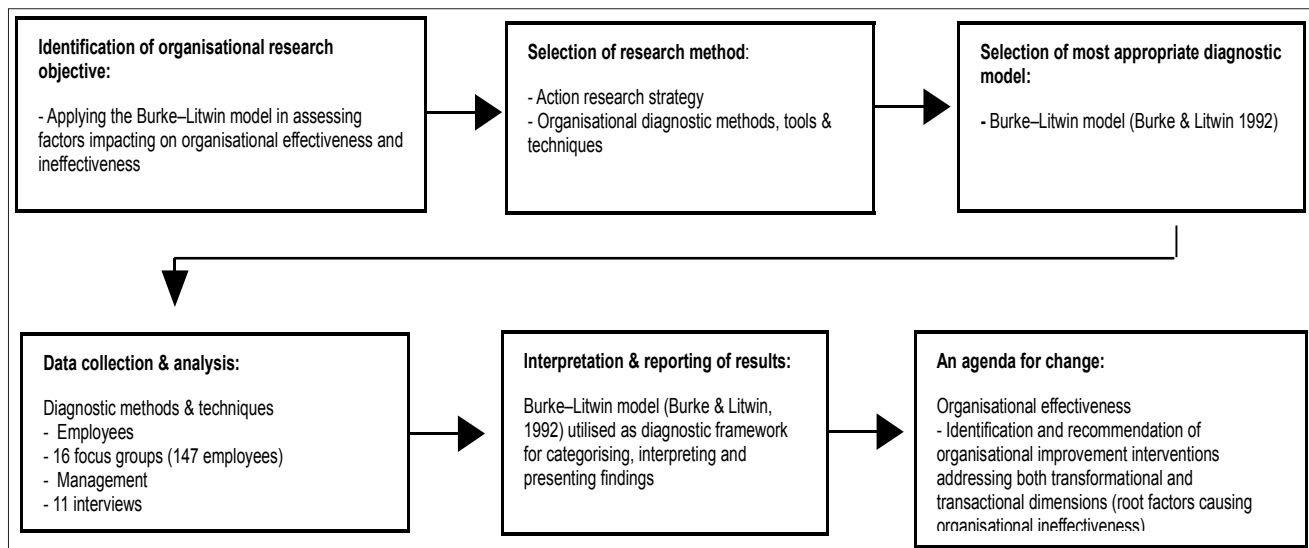 Identification of organisational research
objective:
- Applying the Burke–Litwin model in assessing
factors impacting on organisational effectiveness and
ineffectiveness
Selection of research method:
- Action research strategy
- Organisational diagnostic methods, tools &
techniques
Selection of most appropriate diagnostic
model:
- Burke–Litwin model (Burke & Litwin 1992)
Data collection & analysis:
Diagnostic methods & techniques
- Employees
- 16 focus groups (147 employees)
- Management
- 11 interviews
Interpretation & reporting of results:
Burke–Litwin model (Burke & Litwin,
1992) utilised as diagnostic framework
for categorising, interpreting and
presenting findings
An agenda for change:
Organisational effectiveness
- Identification and recommendation of
organisational improvement interventions
addressing both transformational and
transactional dimensions (root factors causing
organisational ineffectiveness)